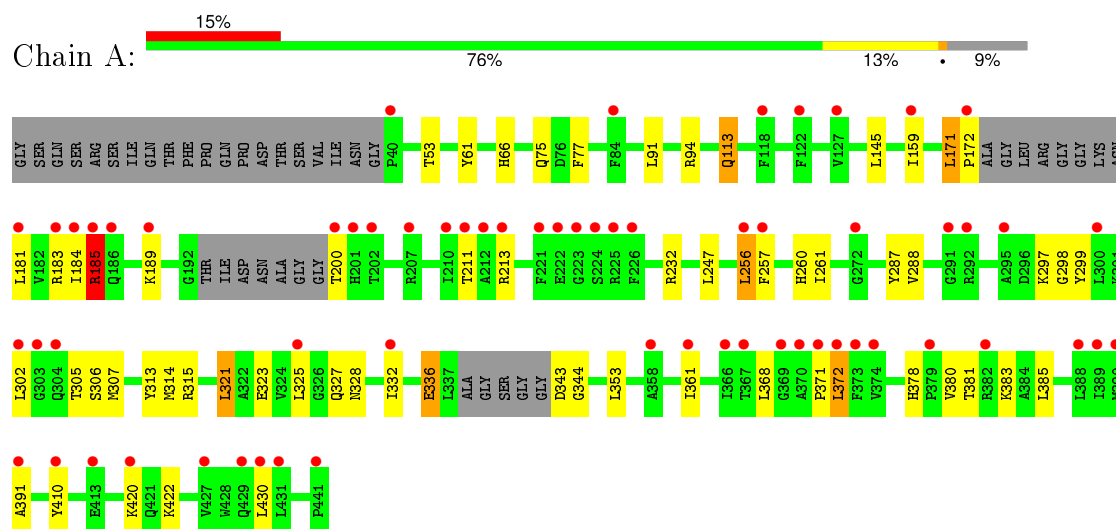 15%
Chain A:
76% 13% • 9%
GLY SER GLN SER ARG SER ILE GLN THR PHE PRO GLN PRO ASP THR SER VAL ILE ASN GLY P40 T53 Y61 H66 Q75 D76 F77 F84 L91 R94 Q113 F118 F122 V127 L145 I159 L171 P172 ALA GLY LEU ARG GLY GLY LYS
L181 V182 R183 I184 R185 Q186 K189 G192 THR ILE ASP ASN ALA GLY GLY T200 H201 T202 R207 I210 T211 A212 R213 F221 E222 G223 S224 R225 F226 R232 L247 L256 F257 H260 I261 G272 Y287 V288 G291 R292 A295 D296 K297 G298 Y299 L300
L302 G303 Q304 T305 S306 M307 Y313 M314 R315 L321 A322 E323 V324 L325 G326 Q327 N328 I332 E336 L337 ALA GLY SER GLY GLY D343 G344 L353 A358 I361 I366 T367 L368 G369 A370 P371 L372 F373 V374 H378 P379 V380 T381 R382 K383 A384 L385 L388 I389
A391 Y410 E413 K420 Q421 K422 V427 W428 Q429 L430 L431 P441